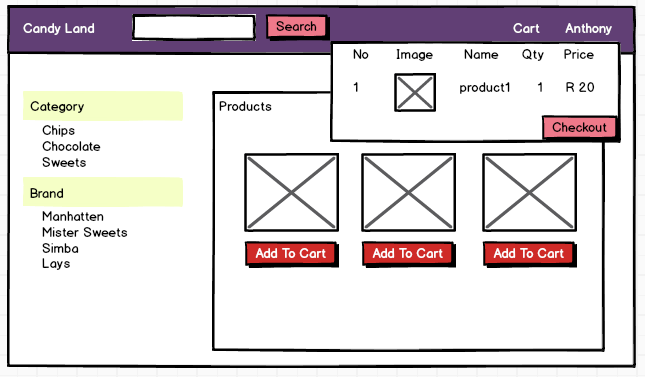 Candy Land Search Cart Anthony
No Image Name Qty Price
1 product1 1 R 20
Checkout
Category
Chips
Chocolate
Sweets
Brand
Manhatten
Mister Sweets
Simba
Lays
Products
Add To Cart Add To Cart Add To Cart